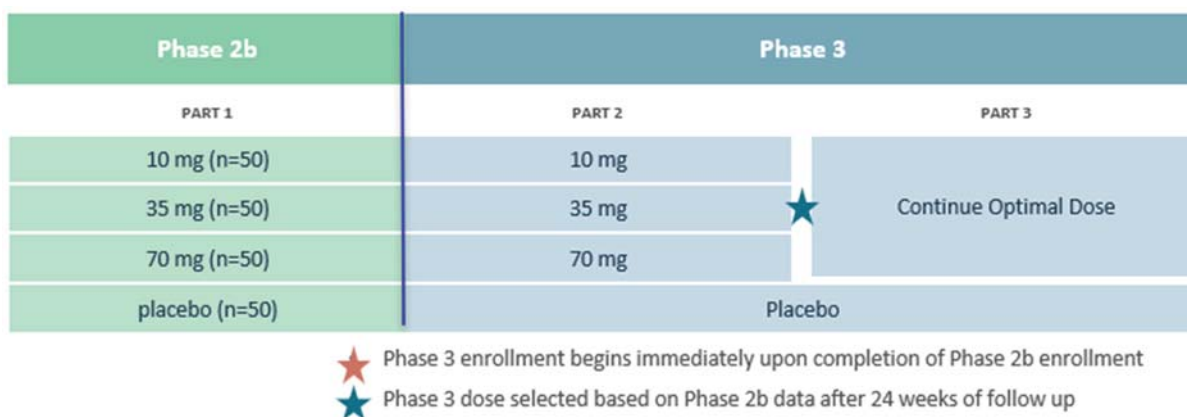 Phase 2b
Phase 3
PART 1
PART 2
PART 3
10 mg (n=50)
10 mg
35 mg (n=50)
35 mg
Continue Optimal Dose
70 mg (n=50)
70 mg
placebo (n=50)
Placebo
Phase 3 enrollment begins immediately upon completion of Phase 2b enrollment
Phase 3 dose selected based on Phase 2b data after 24 weeks of follow up